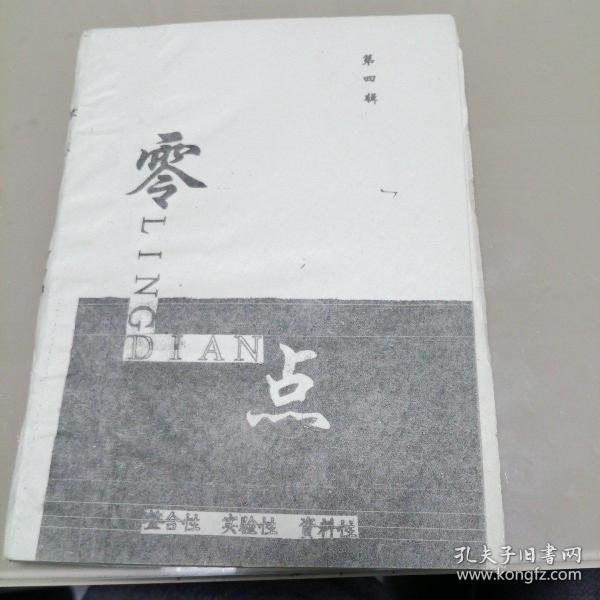 第四辑
零
LING
DIAN
点
整合性 实验性 资料性
孔夫子旧书网
www.kongfz.com